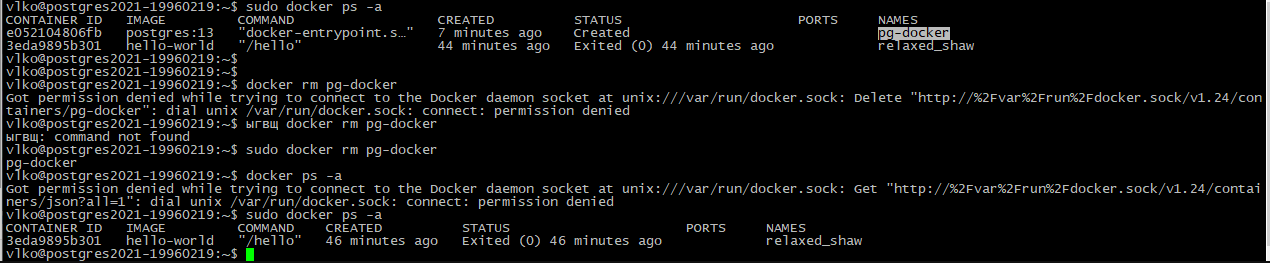 vlko@postgres2021-19960219:~$ sudo docker ps -a
CONTAINER ID   IMAGE         COMMAND                  CREATED          STATUS                      PORTS     NAMES
e052104806fb   postgres:13   "docker-entrypoint.s…"   7 minutes ago    Created                               pg-docker
3eda9895b301   hello-world   "/hello"                 44 minutes ago   Exited (0) 44 minutes ago             relaxed_shaw
vlko@postgres2021-19960219:~$
vlko@postgres2021-19960219:~$
vlko@postgres2021-19960219:~$ docker rm pg-docker
Got permission denied while trying to connect to the Docker daemon socket at unix:///var/run/docker.sock: Delete "http://%2Fvar%2Frun%2Fdocker.sock/v1.24/con
tainers/pg-docker": dial unix /var/run/docker.sock: connect: permission denied
vlko@postgres2021-19960219:~$ ыгвщ docker rm pg-docker
ыгвщ: command not found
vlko@postgres2021-19960219:~$ sudo docker rm pg-docker
pg-docker
vlko@postgres2021-19960219:~$ docker ps -a
Got permission denied while trying to connect to the Docker daemon socket at unix:///var/run/docker.sock: Get "http://%2Fvar%2Frun%2Fdocker.sock/v1.24/contai
ners/json?all=1": dial unix /var/run/docker.sock: connect: permission denied
vlko@postgres2021-19960219:~$ sudo docker ps -a
CONTAINER ID   IMAGE         COMMAND    CREATED          STATUS                      PORTS     NAMES
3eda9895b301   hello-world   "/hello"   46 minutes ago   Exited (0) 46 minutes ago             relaxed_shaw
vlko@postgres2021-19960219:~$